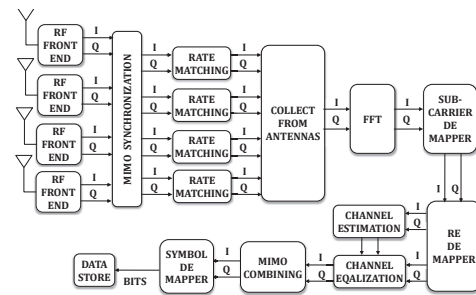 RF
FRONT
END
I
Q
RF
FRONT
END
I
Q
RF
FRONT
END
I
Q
RF
FRONT
END
I
Q
MIMO SYNCHRONIZATION
I
Q
RATE
MATCHING
I
Q
I
Q
RATE
MATCHING
I
Q
I
Q
RATE
MATCHING
I
Q
I
Q
RATE
MATCHING
I
Q
COLLECT
FROM
ANTENNAS
I
Q
FFT
I
Q
SUB-
CARRIER
DE
MAPPER
I
Q
RE
DE
MAPPER
I
Q
CHANNEL
ESTIMATION
I
Q
CHANNEL
EQALIZATION
I
Q
MIMO
COMBINING
I
Q
SYMBOL
DE
MAPPER
BITS
DATA
STORE